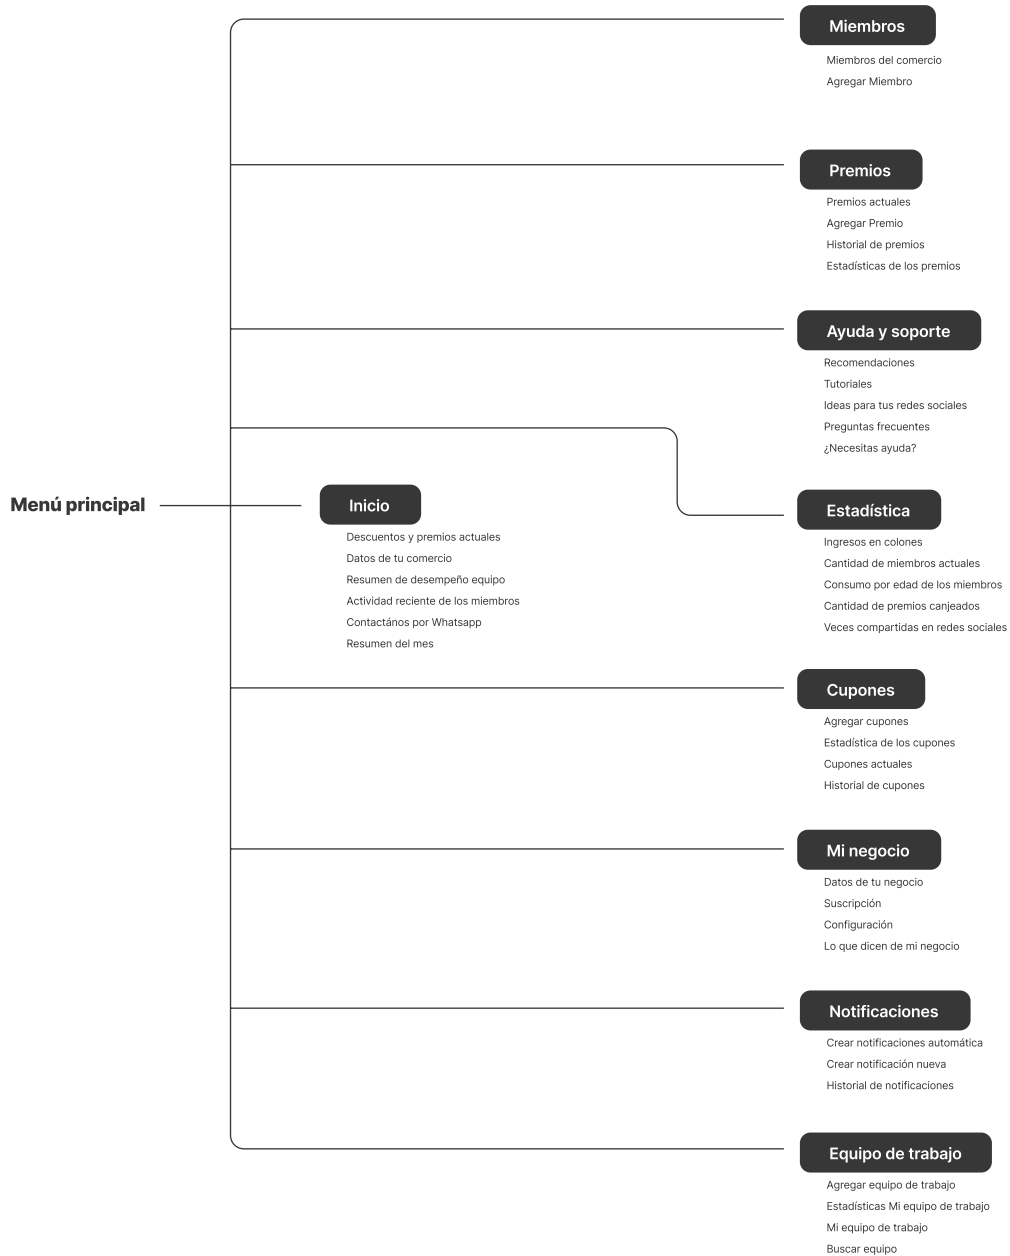 Miembros
Miembros del comercio
Agregar Miembro
Premios
Premios actuales
Agregar Premio
Historial de premios
Estadísticas de los premios
Ayuda y soporte
Recomendaciones
Tutoriales
Ideas para tus redes sociales
Preguntas frecuentes
¿Necesitas ayuda?
Menú principal
Inicio
Descuentos y premios actuales
Datos de tu comercio
Resumen de desempeño equipo
Actividad reciente de los miembros
Contactános por Whatsapp
Resumen del mes
Estadística
Ingresos en colones
Cantidad de miembros actuales
Consumo por edad de los miembros
Cantidad de premios canjeados
Veces compartidas en redes sociales
Cupones
Agregar cupones
Estadística de los cupones
Cupones actuales
Historial de cupones
Mi negocio
Datos de tu negocio
Suscripción
Configuración
Lo que dicen de mi negocio
Notificaciones
Crear notificaciones automática
Crear notificación nueva
Historial de notificaciones
Equipo de trabajo
Agregar equipo de trabajo
Estadísticas Mi equipo de trabajo
Mi equipo de trabajo
Buscar equipo